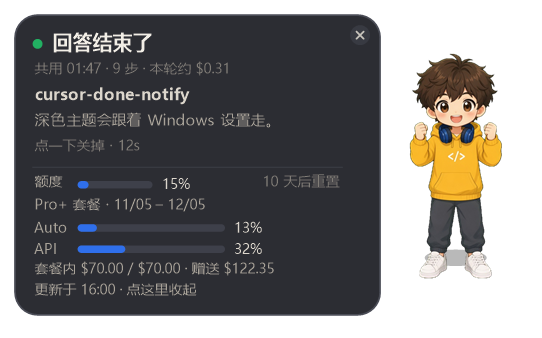 回答结束了
共用 01:47 · 9 步 · 本轮约 $0.31
cursor-done-notify
深色主题会跟着 Windows 设置走。
点一下关掉 · 12s
额度 15% 10 天后重置
Pro+ 套餐 · 11/05 – 12/05
Auto 13%
API 32%
套餐内 $70.00 / $70.00 · 赠送 $122.35
更新于 16:00 · 点这里收起
</>